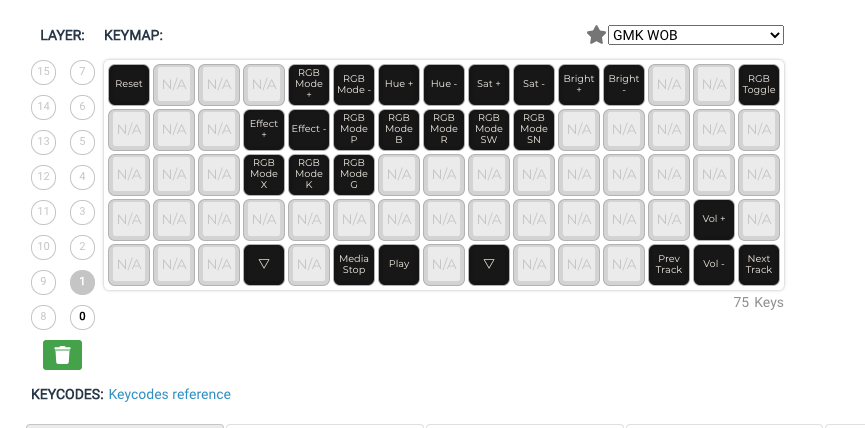 LAYER: KEYMAP: GMK WOB
15 7 Reset N/A N/A N/A RGB Mode + RGB Mode - Hue + Hue - Sat + Sat - Bright + Bright - N/A N/A RGB Toggle
14 6 N/A N/A N/A Effect + Effect - RGB Mode P RGB Mode B RGB Mode R RGB Mode SW RGB Mode SN N/A N/A N/A N/A N/A
13 5
12 4 N/A N/A N/A RGB Mode X RGB Mode K RGB Mode G N/A N/A N/A N/A N/A N/A N/A N/A N/A
11 3 N/A N/A N/A N/A N/A N/A N/A N/A N/A N/A N/A N/A N/A Vol + N/A
10 2 N/A N/A N/A ▽ N/A Media Stop Play N/A ▽ N/A N/A N/A Prev Track Vol - Next Track
9 1
75 Keys
8 0
KEYCODES: Keycodes reference